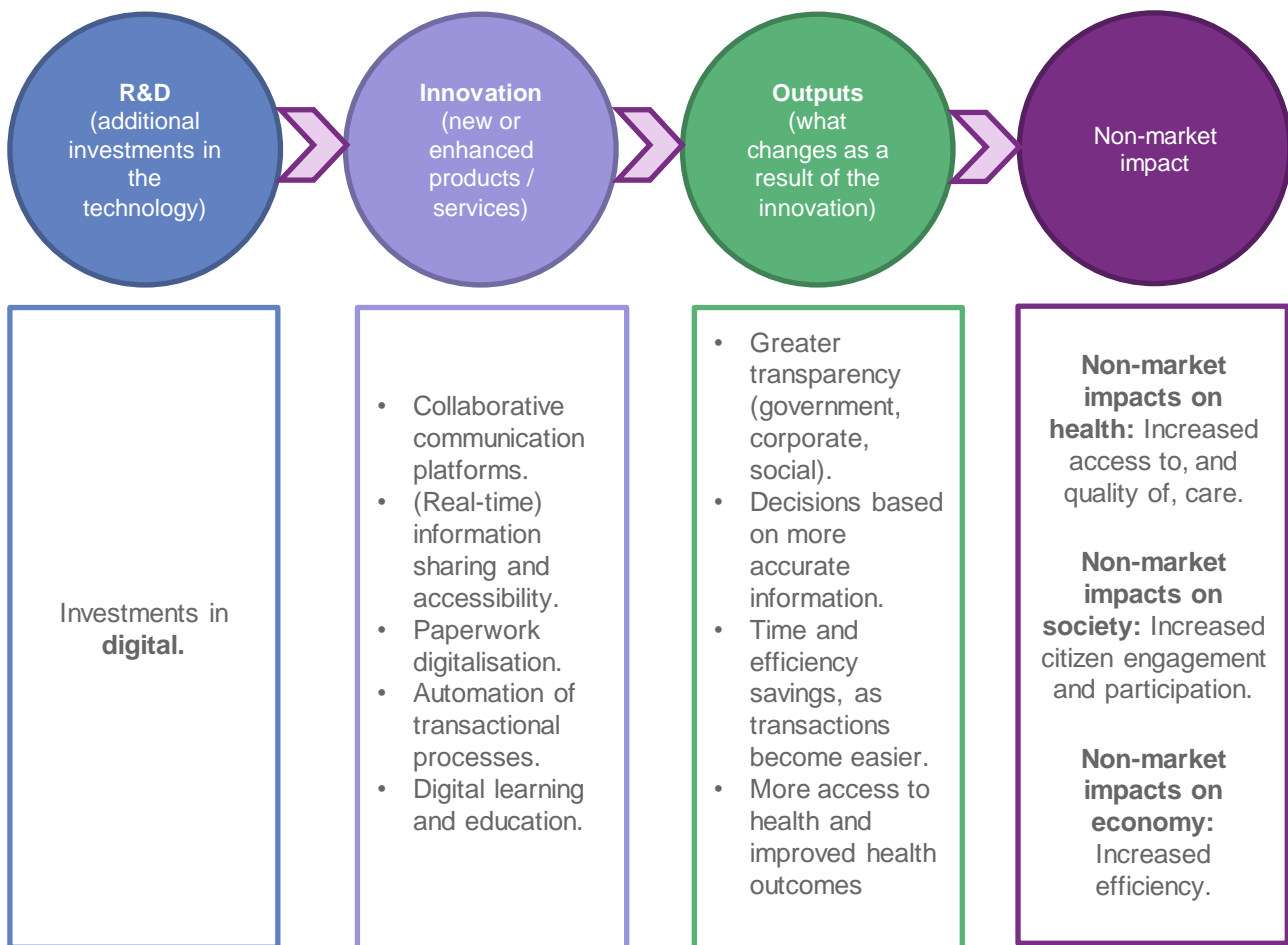 R&D
(additional
investments in
the
technology)
Innovation
(new or
enhanced
products /
services)
Outputs
(what
changes as a
result of the
innovation)
Non-market
impact
Investments in
digital.
• Collaborative
communication
platforms.
• (Real-time)
information
sharing and
accessibility.
• Paperwork
digitalisation.
• Automation of
transactional
processes.
• Digital learning
and education.
• Greater
transparency
(government,
corporate,
social).
• Decisions based
on more
accurate
information.
• Time and
efficiency
savings, as
transactions
become easier.
• More access to
health and
improved health
outcomes
Non-market
impacts on
health: Increased
access to, and
quality of, care.
Non-market
impacts on
society: Increased
citizen engagement
and participation.
Non-market
impacts on
economy:
Increased
efficiency.